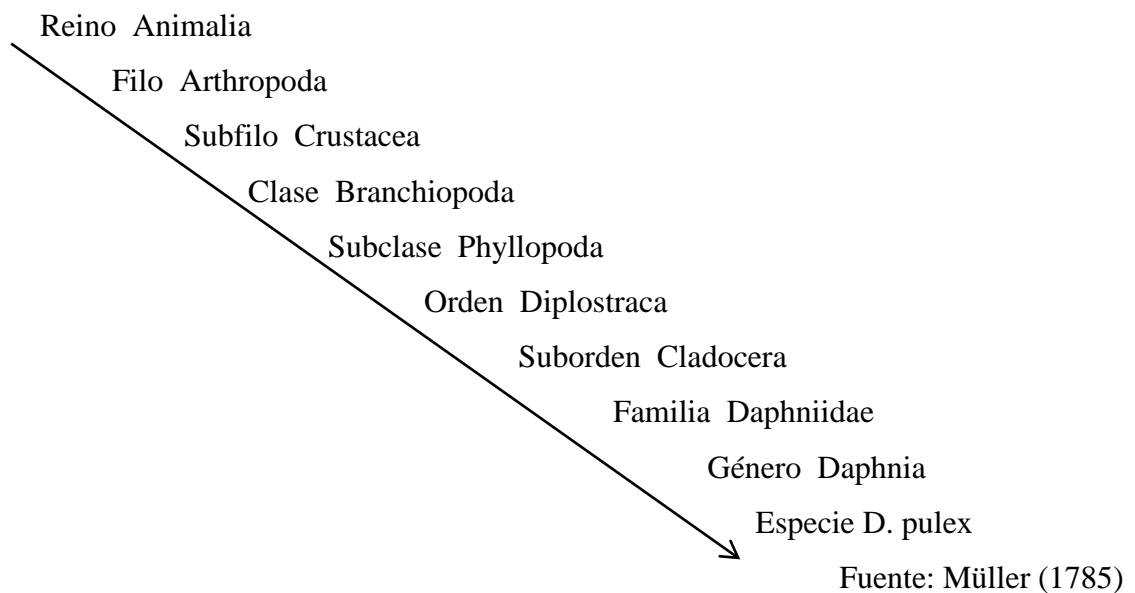 Reino Animalia
Filo Arthropoda
Subfilo Crustacea
Clase Branchiopoda
Subclase Phyllopoda
Orden Diplostraca
Suborden Cladocera
Familia Daphniidae
Género Daphnia
Especie D. pulex
Fuente: Müller (1785)